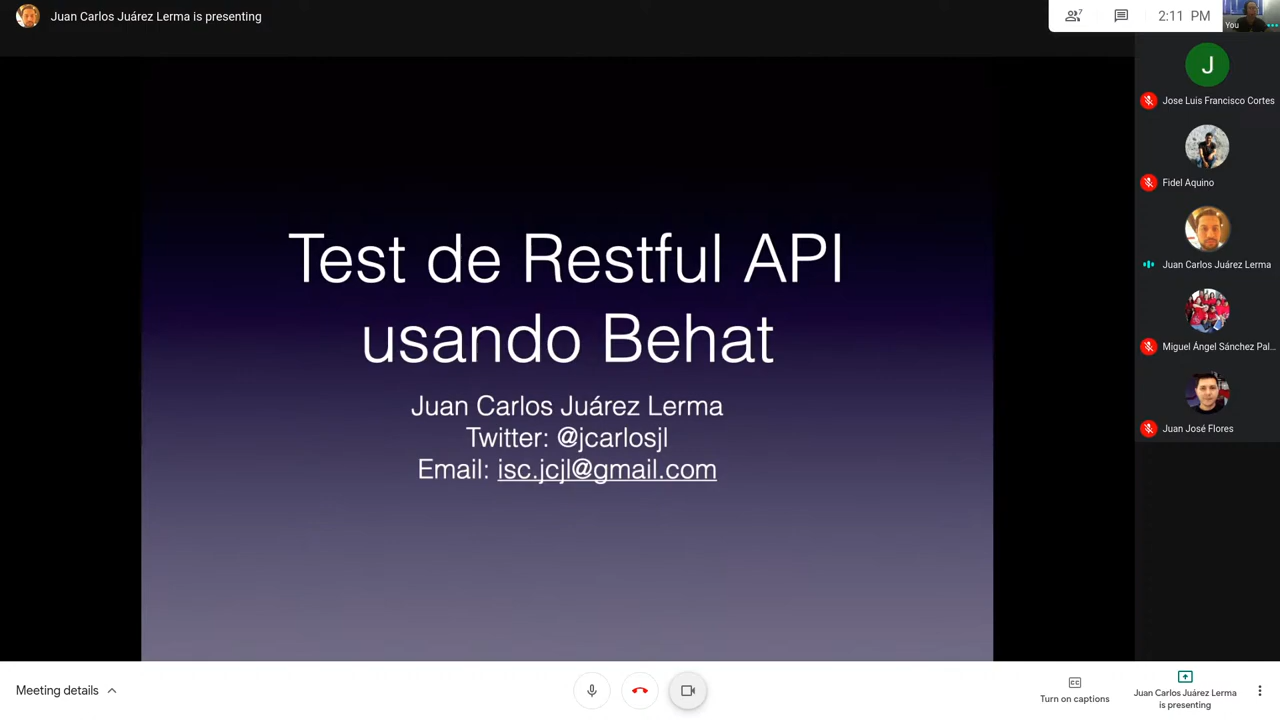 Juan Carlos Juárez Lerma is presenting
7
2:11 PM
You
J
Jose Luis Francisco Cortes
Fidel Aquino
Juan Carlos Juárez Lerma
Miguel Ángel Sánchez Pal...
Juan José Flores
Test de Restful API
usando Behat
Juan Carlos Juárez Lerma
Twitter: @jcarlosjl
Email: isc.jcjl@gmail.com
Meeting details
CC
Turn on captions
Juan Carlos Juárez Lerma
is presenting